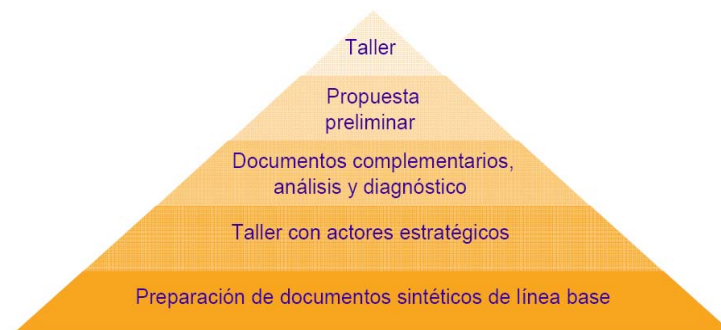 Taller
Propuesta
preliminar
Documentos complementarios,
análisis y diagnóstico
Taller con actores estratégicos
Preparación de documentos sintéticos de línea base